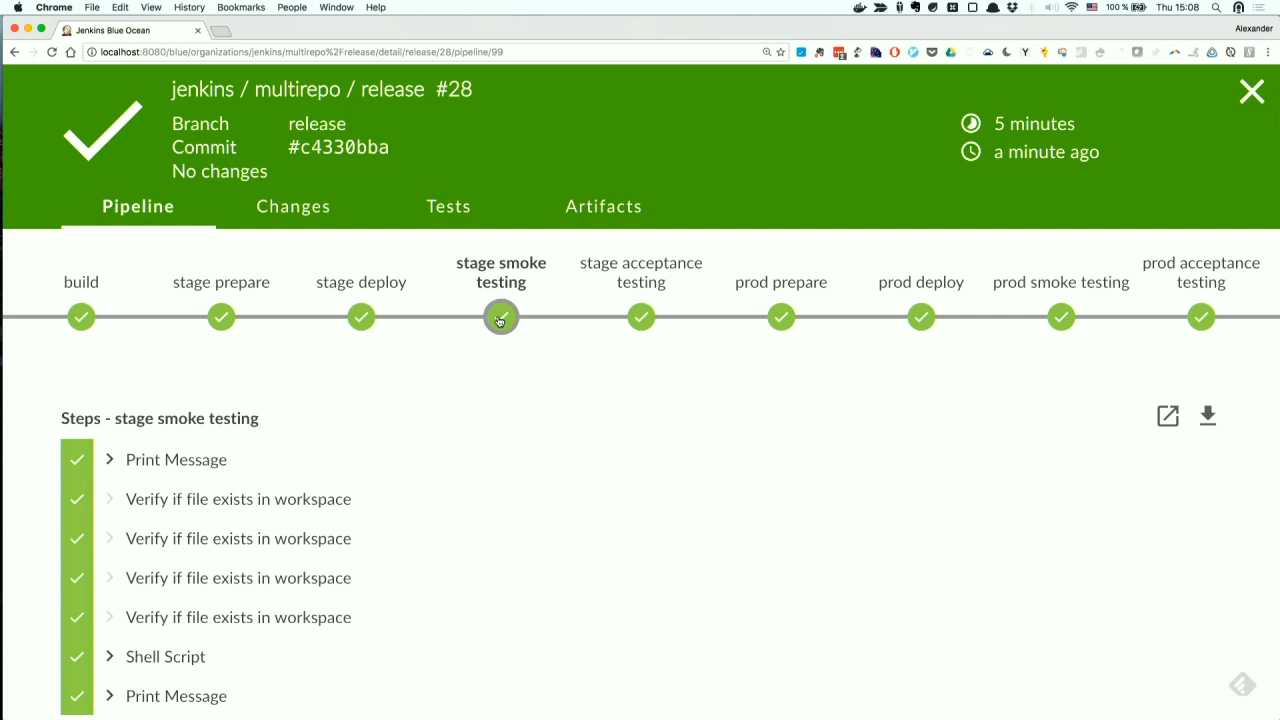 Chrome File Edit View History Bookmarks People Window Help 100 % Thu 15:08
Jenkins Blue Ocean Alexander
localhost:8080/blue/organizations/jenkins/multirepo%2Frelease/detail/release/28/pipeline/99
jenkins / multirepo / release #28
Branch release
Commit #c4330bba
No changes
5 minutes
a minute ago
Pipeline Changes Tests Artifacts
build
stage prepare
stage deploy
stage smoke
testing
stage acceptance
testing
prod prepare
prod deploy
prod smoke testing
prod acceptance
testing
Steps - stage smoke testing
Print Message
Verify if file exists in workspace
Verify if file exists in workspace
Verify if file exists in workspace
Verify if file exists in workspace
Shell Script
Print Message